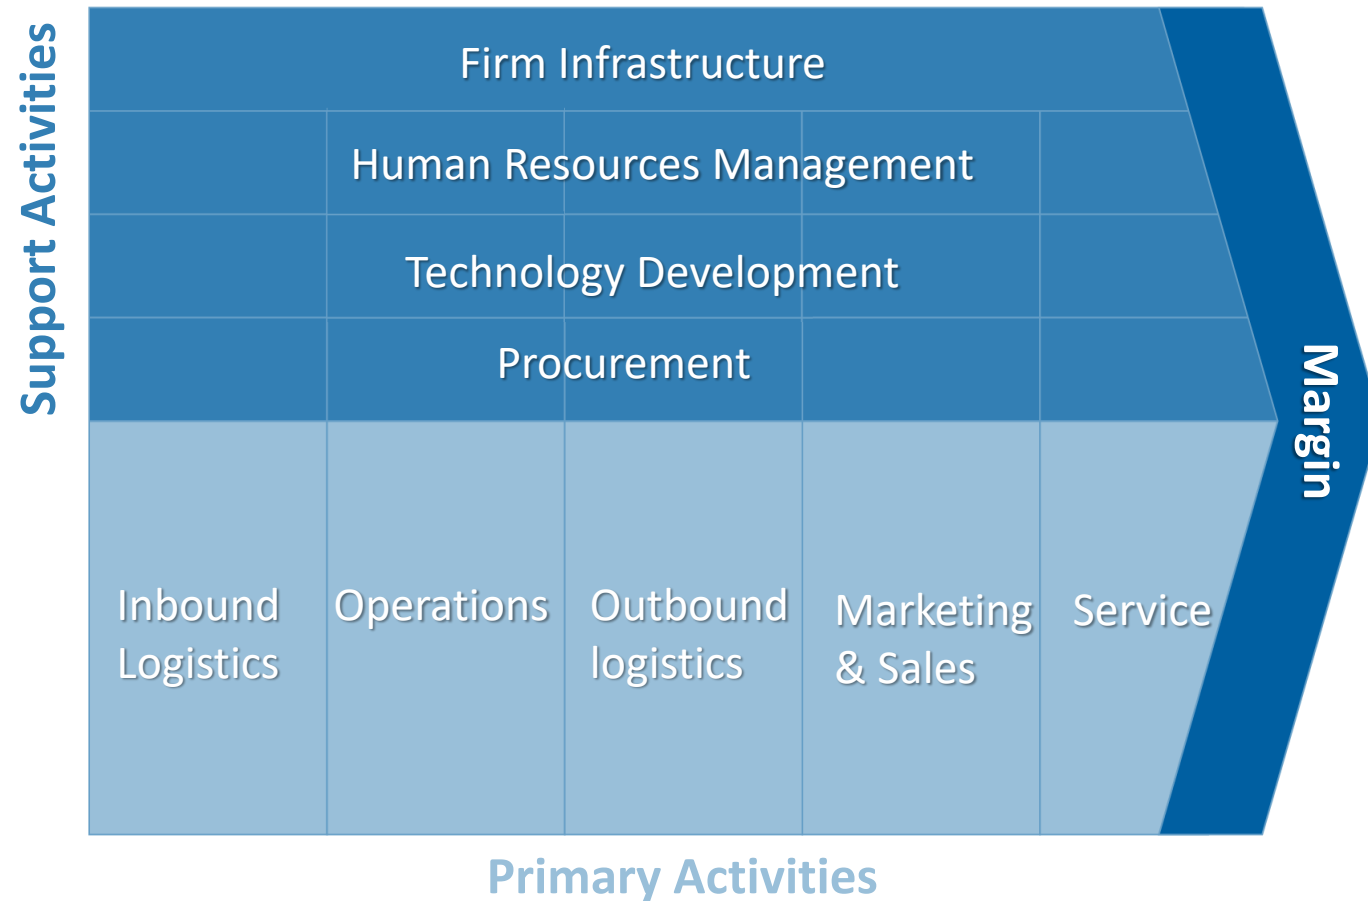 Support Activities
Firm Infrastructure
Human Resources Management
Technology Development
Procurement
Margin
Inbound
Logistics
Operations
Outbound
logistics
Marketing
& Sales
Service
Primary Activities